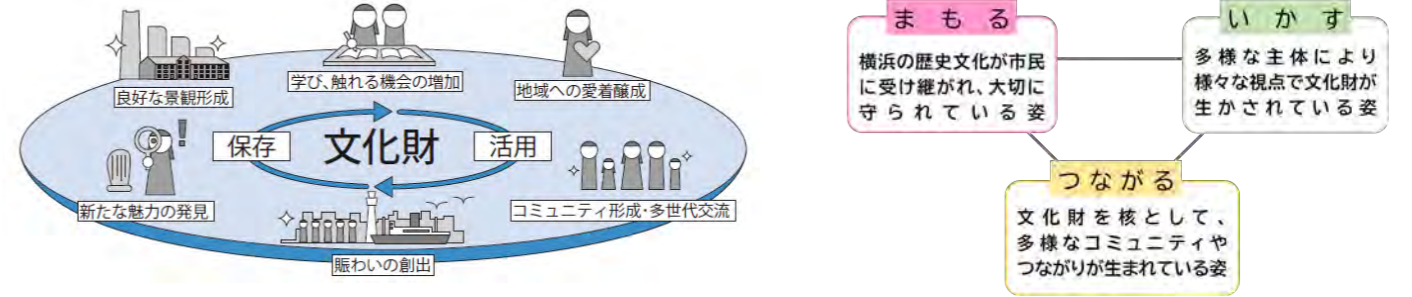 良好な景観形成
学び、触れる機会の増加
地域への愛着醸成
保存
文化財
活用
新たな魅力の発見
コミュニティ形成・多世代交流
賑わいの創出
まもる
横浜の歴史文化が市民
に受け継がれ、大切に
守られている姿
いかす
多様な主体により
様々な視点で文化財が
生かされている姿
つながる
文化財を核として、
多様なコミュニティや
つながりが生まれている姿